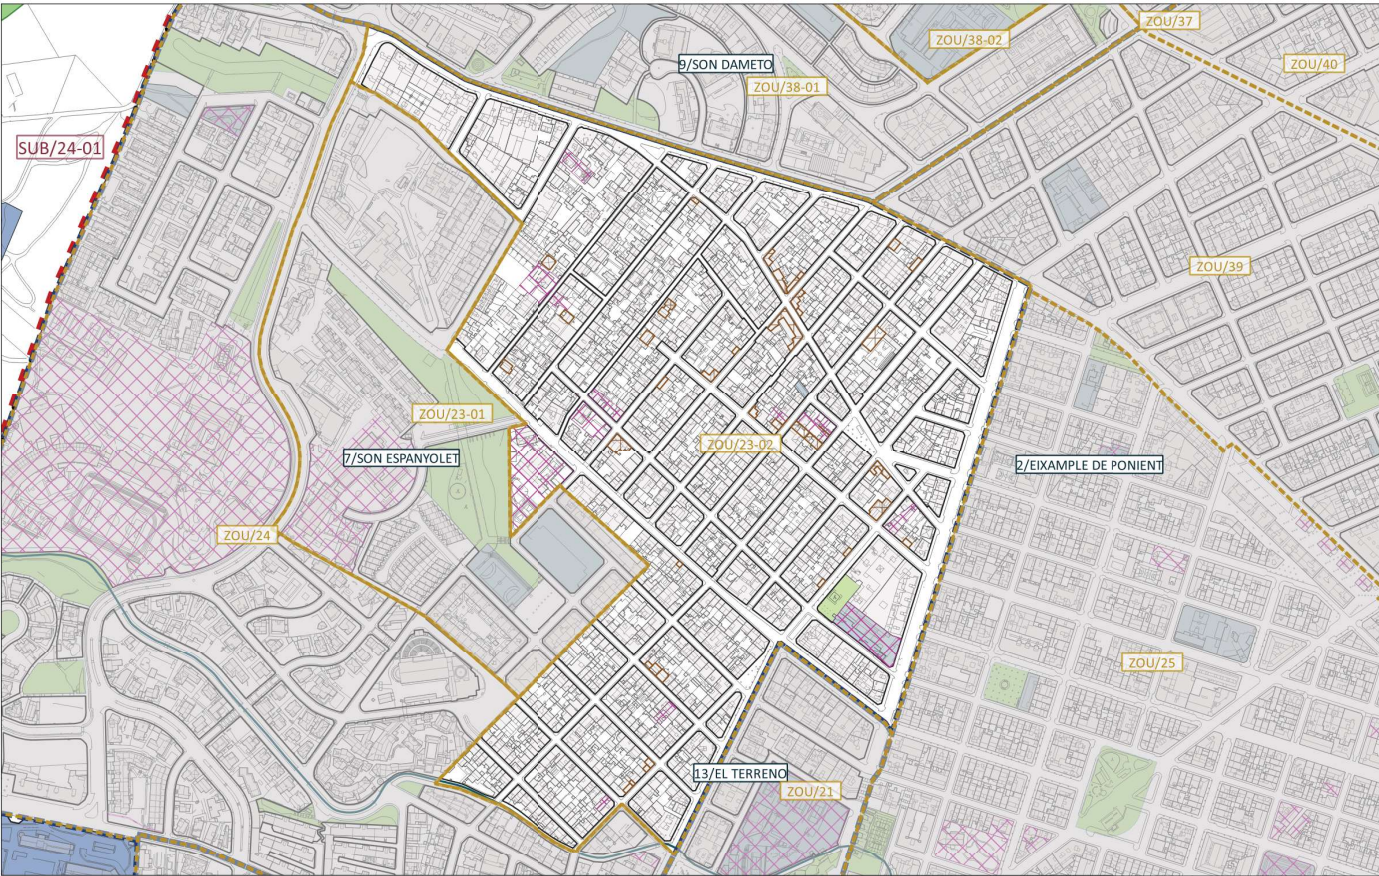 ZOU/37
ZOU/38-02
9/SON DAMETO
ZOU/40
ZOU/38-01
SUB/24-01
ZOU/39
ZOU/23-01
ZOU/23-02
7/SON ESPANYOLET
2/EIXAMPLE DE PONIENT
ZOU/24
ZOU/25
13/EL TERRENO
ZOU/21